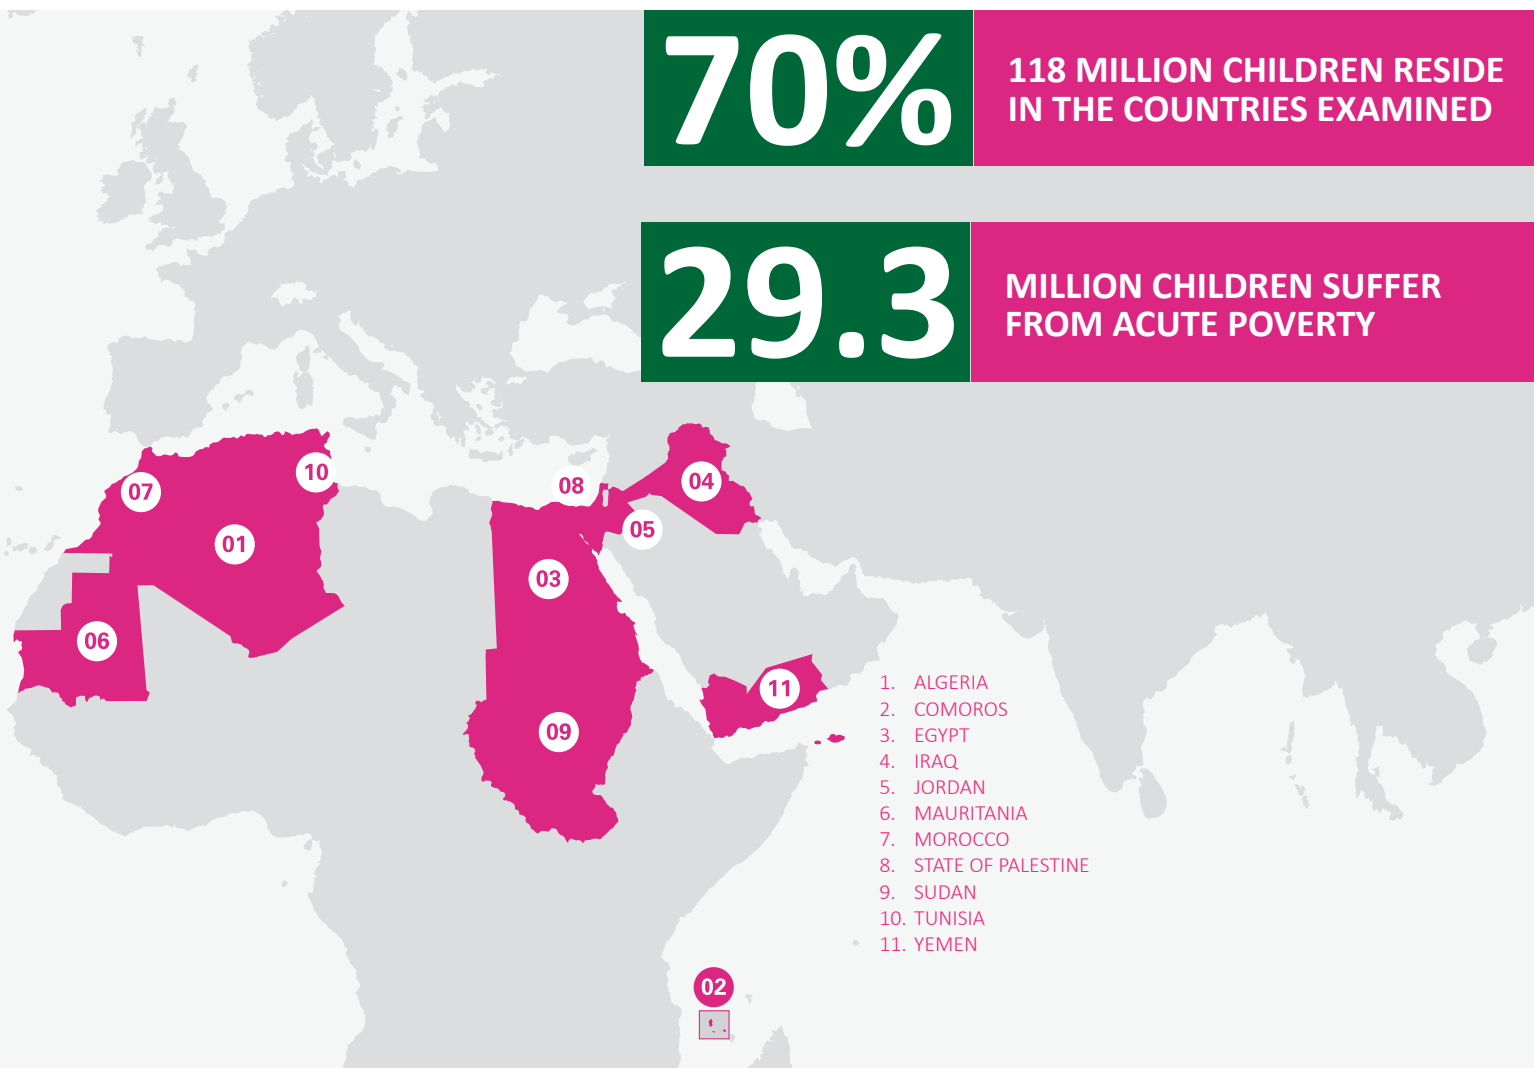 70%
118 MILLION CHILDREN RESIDE
IN THE COUNTRIES EXAMINED
29.3
MILLION CHILDREN SUFFER
FROM ACUTE POVERTY
10
07
01
06
08
04
05
03
09
11
1. ALGERIA
2. COMOROS
3. EGYPT
4. IRAQ
5. JORDAN
6. MAURITANIA
7. MOROCCO
8. STATE OF PALESTINE
9. SUDAN
10. TUNISIA
11. YEMEN
02